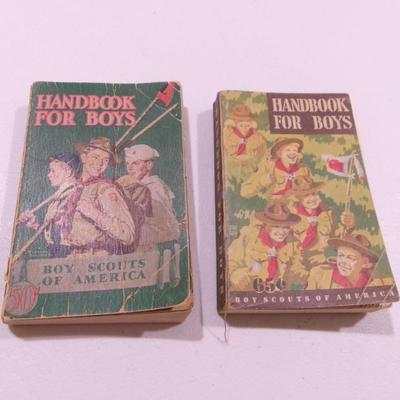 HANDBOOK
FOR BOYS
BOY SCOUTS
OF AMERICA
50¢
HANDBOOK
FOR BOYS
65¢
BOY SCOUTS OF AMERICA